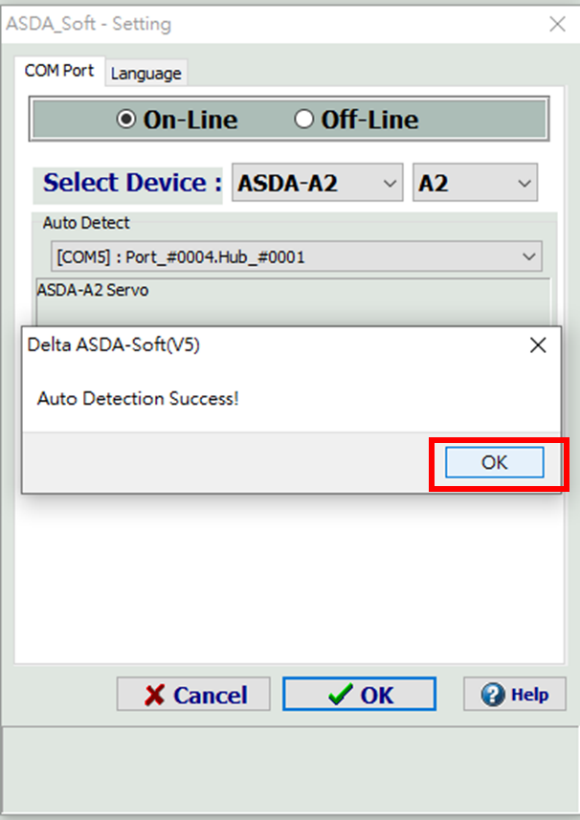 ASDA_Soft - Setting
COM Port
Language
On-Line
Off-Line
Select Device :
ASDA-A2
A2
Auto Detect
[COM5] : Port_#0004.Hub_#0001
ASDA-A2 Servo
Delta ASDA-Soft(V5)
Auto Detection Success!
OK
Cancel
OK
Help